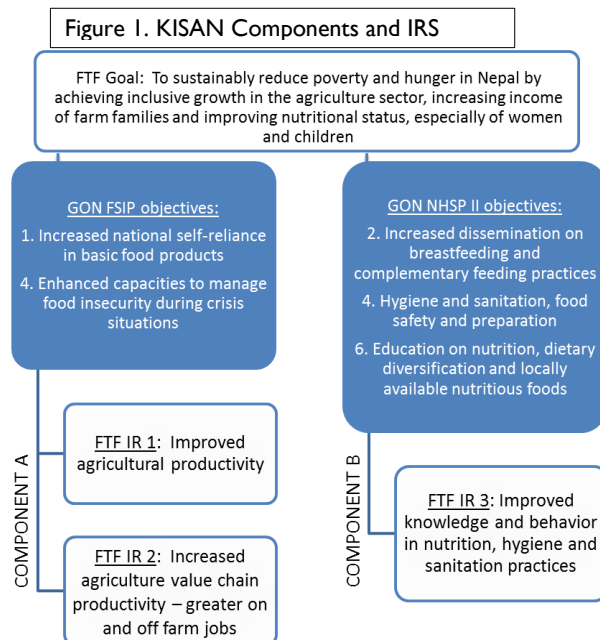 Figure 1. KISAN Components and IRS
FTF Goal: To sustainably reduce poverty and hunger in Nepal by
achieving inclusive growth in the agriculture sector, increasing income
of farm families and improving nutritional status, especially of women
and children
GON FSIP objectives:
1. Increased national self-reliance
in basic food products
4. Enhanced capacities to manage
food insecurity during crisis
situations
GON NHSP II objectives:
2. Increased dissemination on
breastfeeding and
complementary feeding practices
4. Hygiene and sanitation, food
safety and preparation
6. Education on nutrition, dietary
diversification and locally
available nutritious foods
COMPONENT A
FTF IR 1: Improved
agricultural productivity
FTF IR 2: Increased
agriculture value chain
productivity – greater on
and off farm jobs
COMPONENT B
FTF IR 3: Improved
knowledge and behavior
in nutrition, hygiene and
sanitation practices